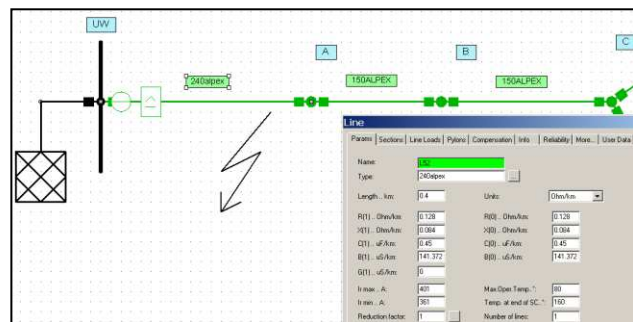 UW
A
B
C
240alpex
150ALPEX
150ALPEX
Line
Params
Sections
Line Loads
Pylons
Compensation
Info
Reliability
More...
User Data
Name:
Type:
240alpex
...
Length... km:
0.4
Units:
Ohm/km
R(1) .. Ohm/km:
0.128
R(0) .. Ohm/km:
0.128
X(1) .. Ohm/km:
0.084
X(0) .. Ohm/km:
0.084
C(1) .. uF/km:
0.45
C(0) .. uF/km:
0.45
B(1) .. uS/km:
141.372
B(0) .. uS/km:
141.372
G(1) .. uS/km:
0
Ir max .. A:
401
Max.Oper.Temp. °:
80
Ir min .. A:
361
Temp. at end of SC. °:
160
Reduction factor:
1
Number of lines:
1